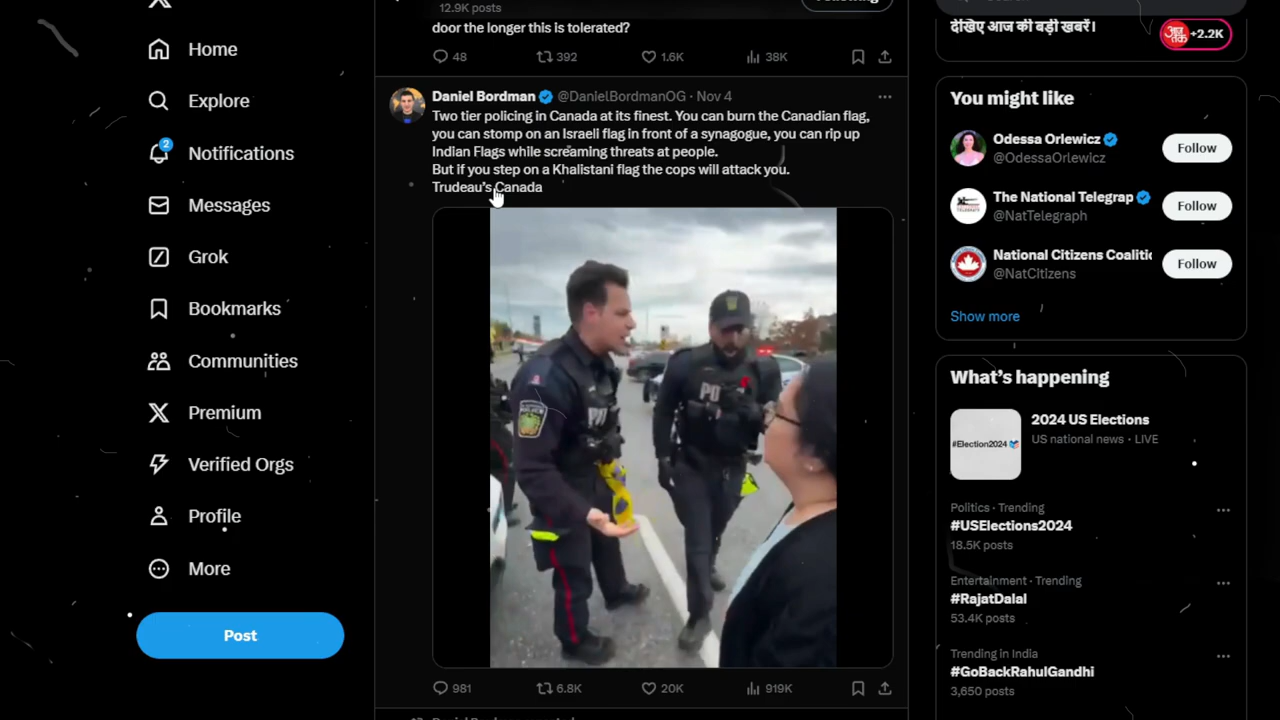 12.9K posts
Following
door the longer this is tolerated?
48
392
1.6K
38K
Daniel Bordman @DanielBordmanOG · Nov 4
Two tier policing in Canada at its finest. You can burn the Canadian flag,
you can stomp on an Israeli flag in front of a synagogue, you can rip up
Indian Flags while screaming threats at people.
But if you step on a Khalistani flag the cops will attack you.
Trudeau's Canada
PO
PO
981
6.8K
20K
919K
Home
Explore
2
Notifications
Messages
Grok
Bookmarks
Communities
Premium
Verified Orgs
Profile
More
Post
देखिए आज की बड़ी खबरें।
आज तक
+2.2K
You might like
Odessa Orlewicz
@OdessaOrlewicz
Follow
The National Telegrap
@NatTelegraph
Follow
National Citizens Coalitic
@NatCitizens
Follow
Show more
What's happening
#Election2024
2024 US Elections
US national news · LIVE
Politics · Trending
#USElections2024
18.5K posts
Entertainment · Trending
#RajatDalal
53.4K posts
Trending in India
#GoBackRahulGandhi
3,650 posts